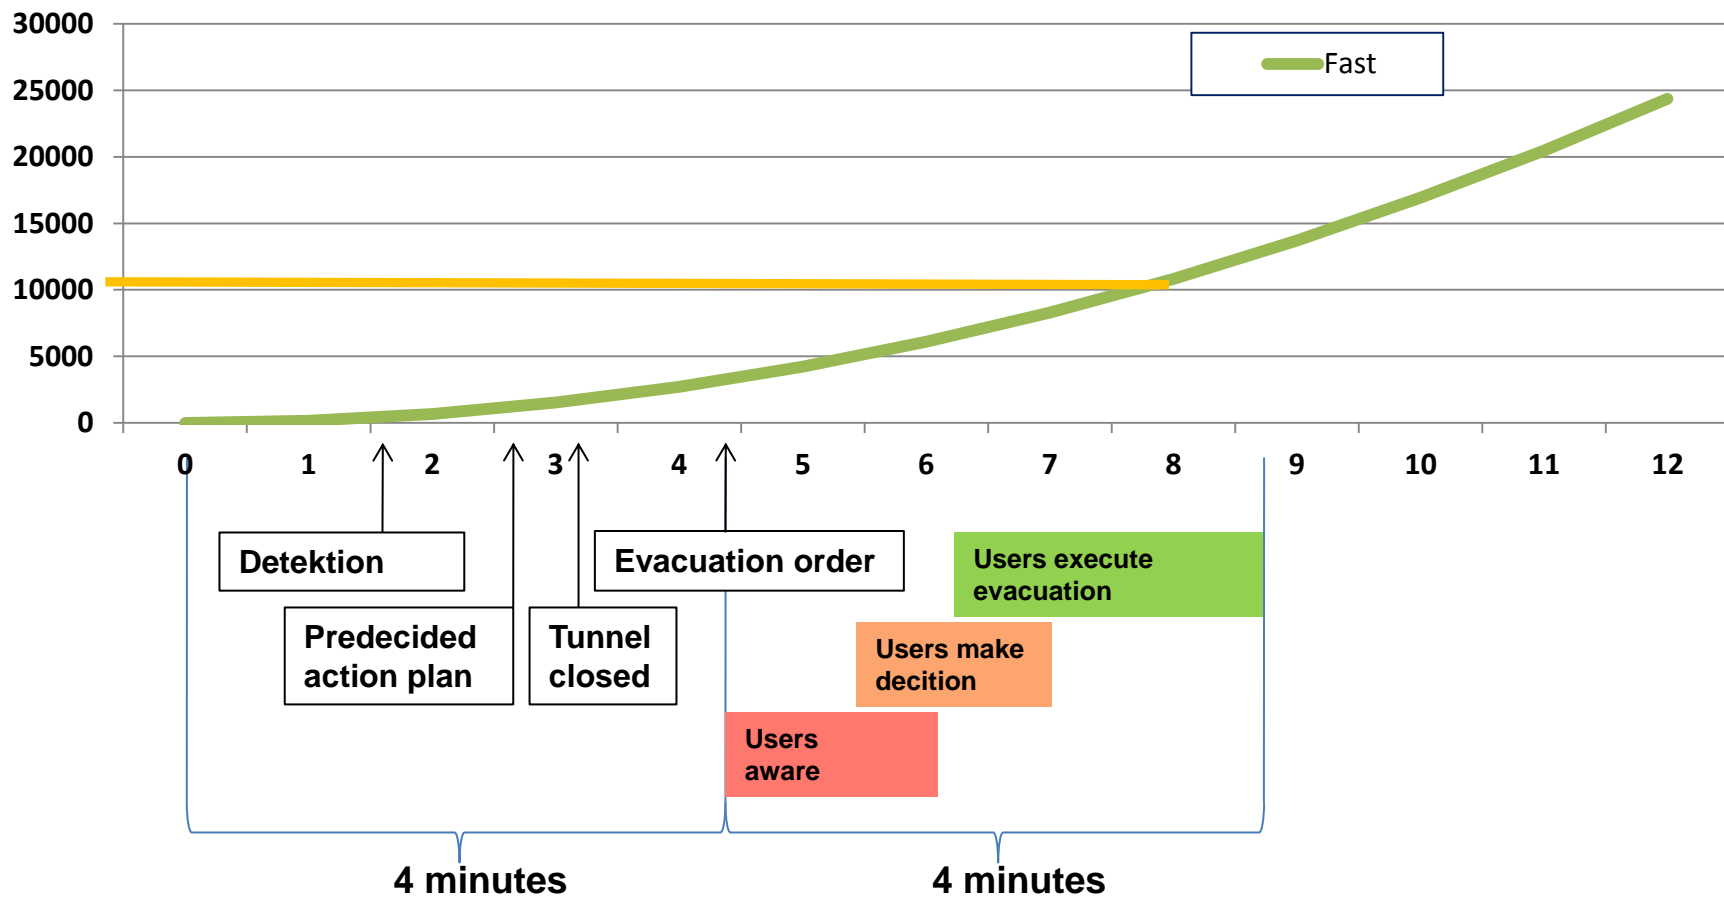 30000
25000
20000
15000
10000
5000
0
Fast
0 1 2 3 4 5 6 7 8 9 10 11 12
Detektion
Evacuation order
Predecided
action plan
Tunnel
closed
Users execute
evacuation
Users make
decition
Users
aware
4 minutes
4 minutes